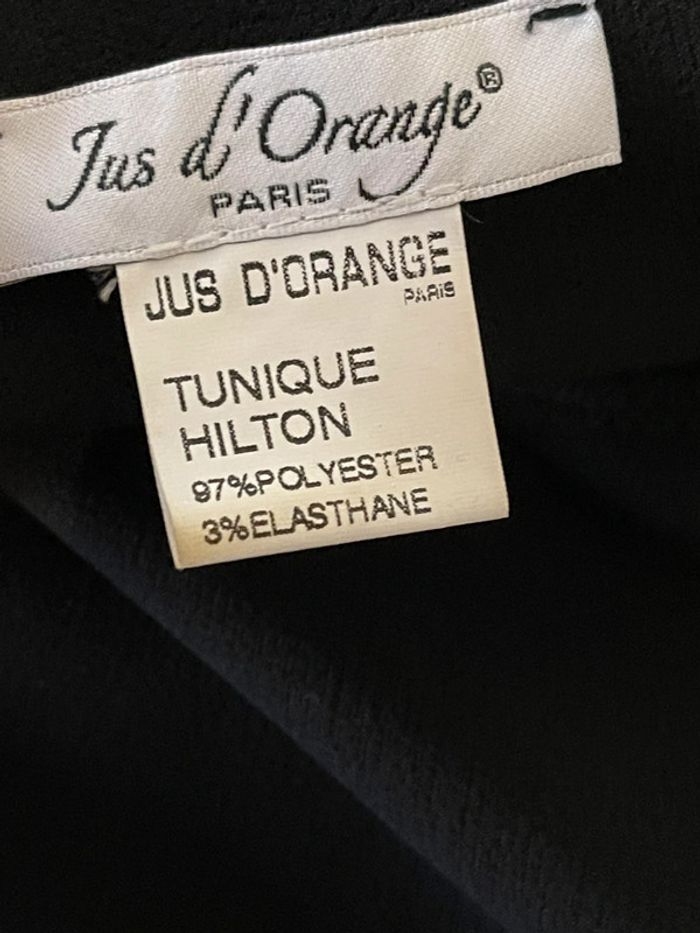 Jus d'Orange®
PARIS
JUS D'ORANGE
PARIS
TUNIQUE
HILTON
97%POLYESTER
3%ELASTHANE